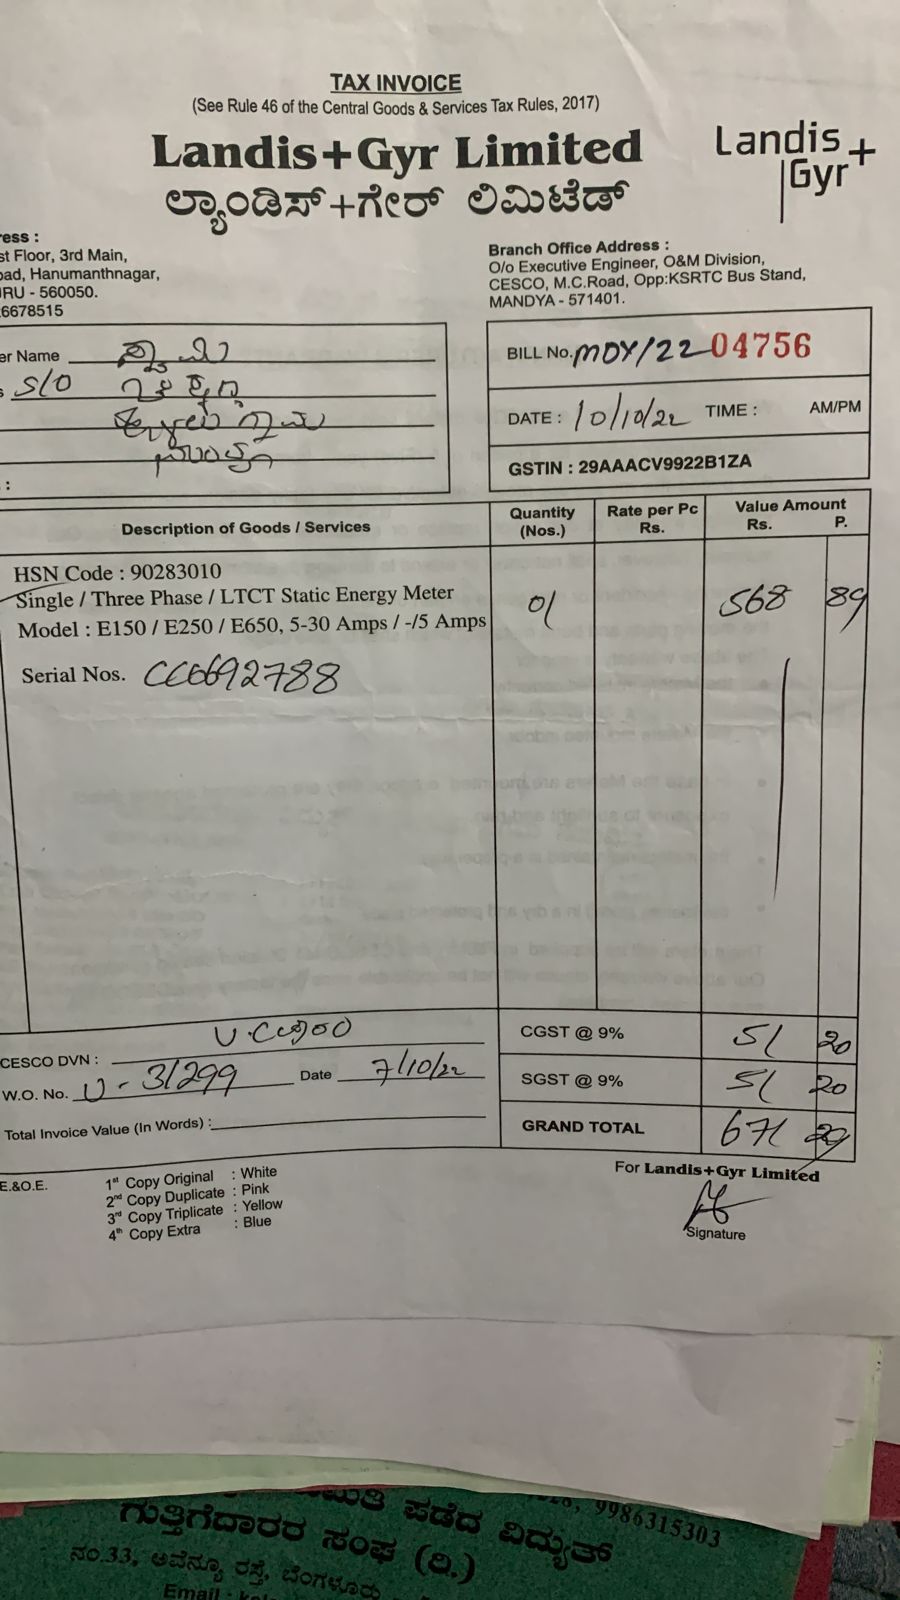 TAX INVOICE
(See Rule 46 of the Central Goods & Services Tax Rules, 2017)
Landis+Gyr Limited
ಲ್ಯಾಂಡಿಸ್+ಗೇರ್ ಲಿಮಿಟೆಡ್
Landis+
Gyr
ress :
st Floor, 3rd Main,
oad, Hanumanthnagar,
RU - 560050.
6678515
Branch Office Address :
O/o Executive Engineer, O&M Division,
CESCO, M.C.Road, Opp:KSRTC Bus Stand,
MANDYA - 571401.
er Name
S/O
:
BILL No. MDY/22 04756
DATE : 10/10/22 TIME : AM/PM
GSTIN : 29AAACV9922B1ZA
Description of Goods / Services Quantity (Nos.) Rate per Pc Rs. Value Amount Rs. P.
HSN Code : 90283010
Single / Three Phase / LTCT Static Energy Meter 01 568 89
Model : E150 / E250 / E650, 5-30 Amps / -/5 Amps
Serial Nos. CC6692788
CESCO DVN :
W.O. No. U - 31299 Date 7/10/22
Total Invoice Value (In Words) :
CGST @ 9% 51 20
SGST @ 9% 51 20
GRAND TOTAL 671 29
E.&O.E.
1st Copy Original : White
2nd Copy Duplicate : Pink
3rd Copy Triplicate : Yellow
4th Copy Extra : Blue
For Landis+Gyr Limited
Signature
ಪಡೆದ ವಿದ್ಯುತ್
9986315303
ಗುತ್ತಿಗೆದಾರರ ಸಂಘ (ರಿ.)
ನಂ.33, ಅವೆನ್ಯೂ ರಸ್ತೆ, ಬೆಂಗಳೂರು
Email :